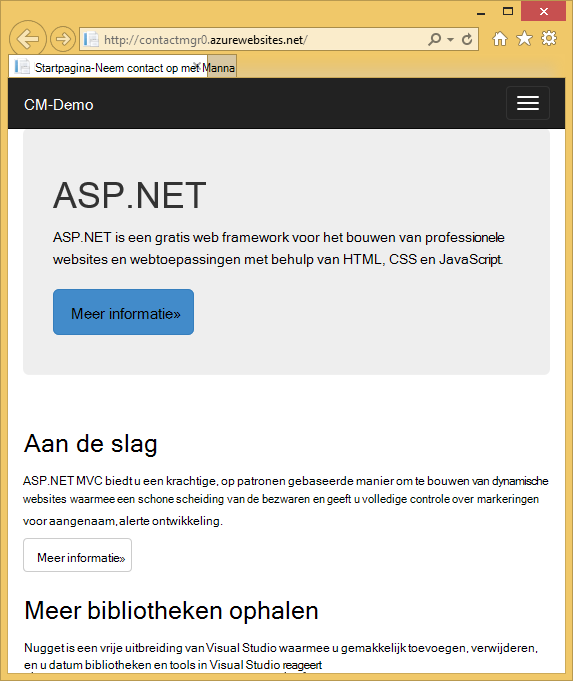 http://contactmgr0.azurewebsites.net/
Startpagina-Neem contact op met Manna
CM-Demo
ASP.NET
ASP.NET is een gratis web framework voor het bouwen van professionele
websites en webtoepassingen met behulp van HTML, CSS en JavaScript.
Meer informatie»
Aan de slag
ASP.NET MVC biedt u een krachtige, op patronen gebaseerde manier om te bouwen van dynamische
websites waarmee een schone scheiding van de bezwaren en geeft u volledige controle over markeringen
voor aangenaam, alerte ontwikkeling.
Meer informatie»
Meer bibliotheken ophalen
Nugget is een vrije uitbreiding van Visual Studio waarmee u gemakkelijk toevoegen, verwijderen,
en u datum bibliotheken en tools in Visual Studio reageert